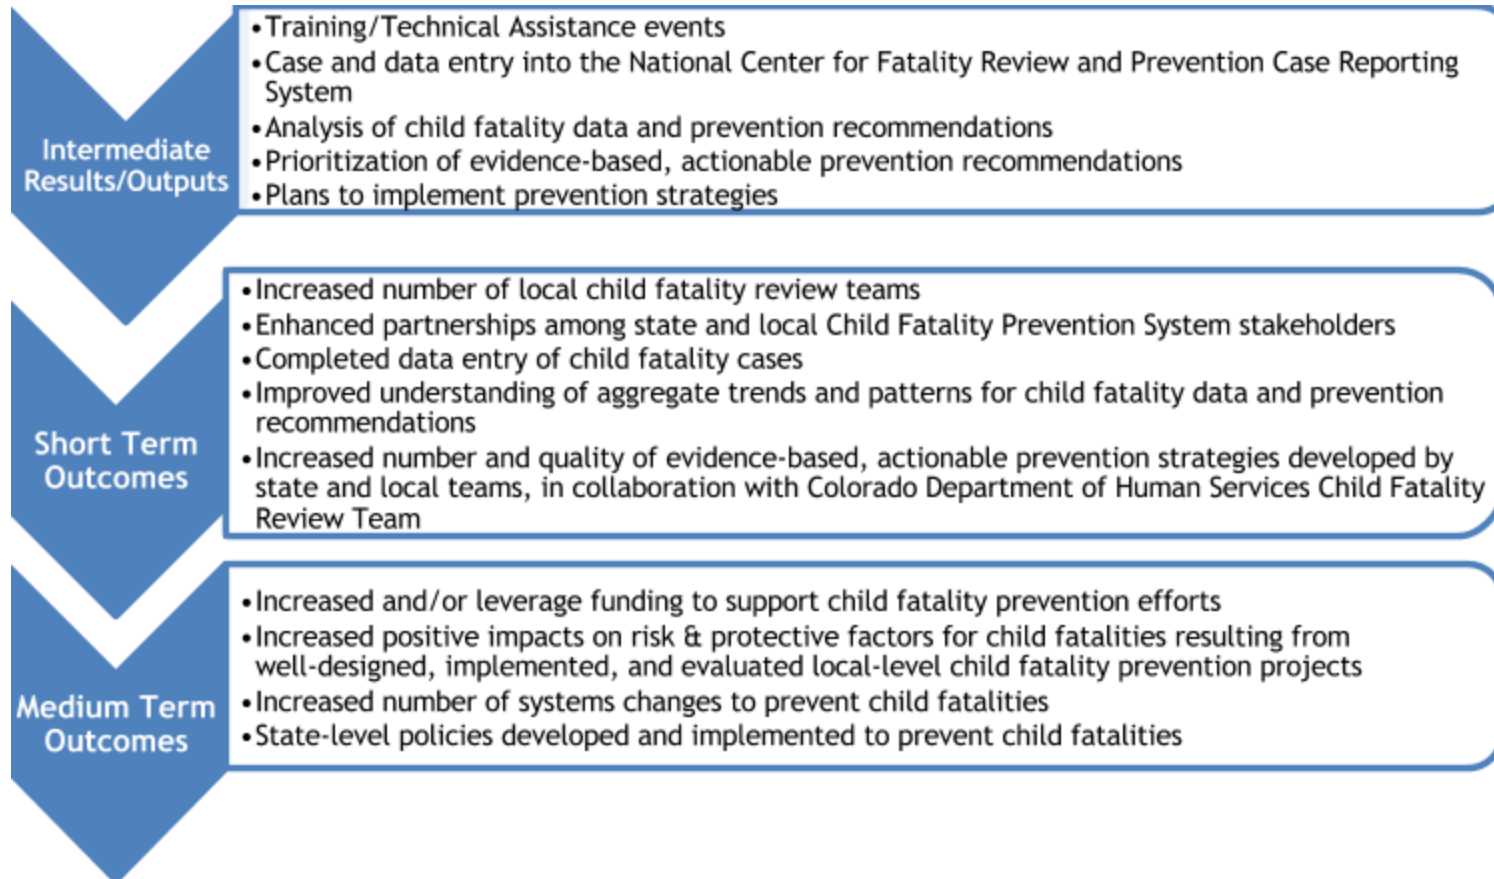 Intermediate
Results/Outputs
•Training/Technical Assistance events
•Case and data entry into the National Center for Fatality Review and Prevention Case Reporting
System
•Analysis of child fatality data and prevention recommendations
•Prioritization of evidence-based, actionable prevention recommendations
•Plans to implement prevention strategies
Short Term
Outcomes
•Increased number of local child fatality review teams
•Enhanced partnerships among state and local Child Fatality Prevention System stakeholders
•Completed data entry of child fatality cases
•Improved understanding of aggregate trends and patterns for child fatality data and prevention
recommendations
•Increased number and quality of evidence-based, actionable prevention strategies developed by
state and local teams, in collaboration with Colorado Department of Human Services Child Fatality
Review Team
Medium Term
Outcomes
•Increased and/or leverage funding to support child fatality prevention efforts
•Increased positive impacts on risk & protective factors for child fatalities resulting from
well-designed, implemented, and evaluated local-level child fatality prevention projects
•Increased number of systems changes to prevent child fatalities
•State-level policies developed and implemented to prevent child fatalities